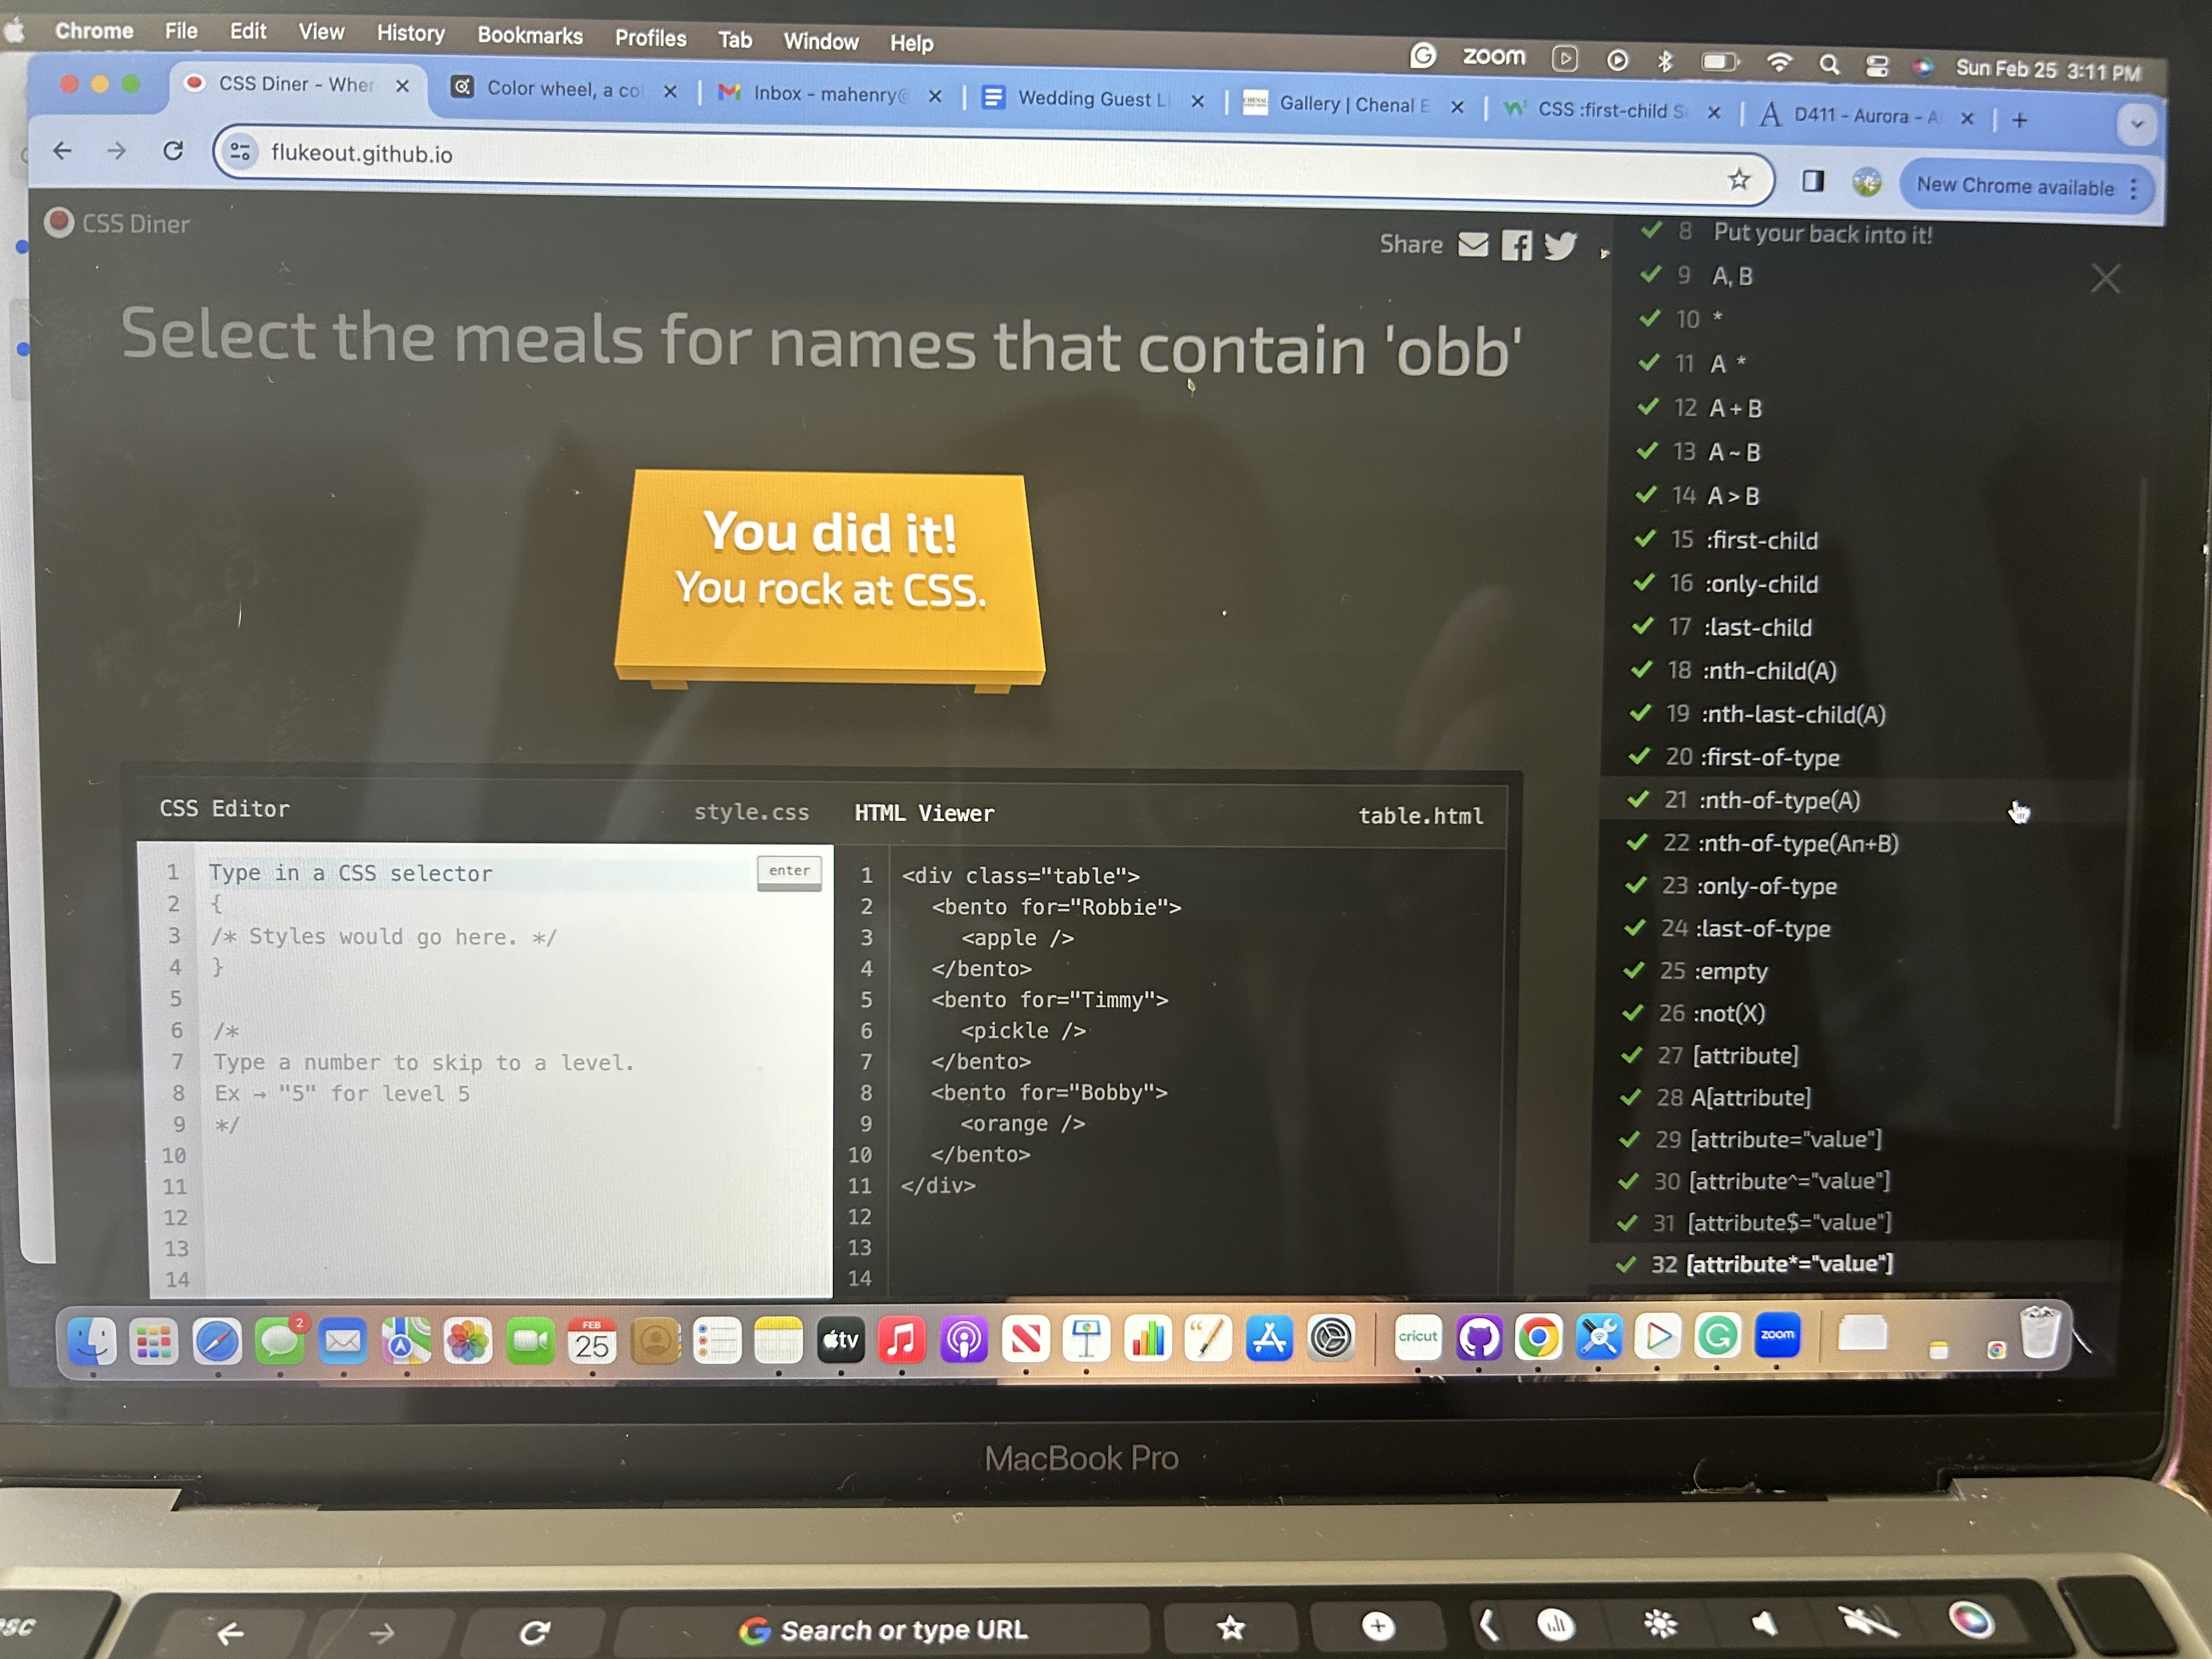 Chrome File Edit View History Bookmarks Profiles Tab Window Help zoom Sun Feb 25 3:11 PM
CSS Diner - Wher Color wheel, a co Inbox - mahenry@ Wedding Guest Li Gallery | Chenal E CSS :first-child S D411 - Aurora - A
flukeout.github.io New Chrome available
CSS Diner
Share
Select the meals for names that contain 'obb'
You did it!
You rock at CSS.
8 Put your back into it!
9 A, B
10 *
11 A *
12 A + B
13 A ~ B
14 A > B
15 :first-child
16 :only-child
17 :last-child
18 :nth-child(A)
19 :nth-last-child(A)
20 :first-of-type
21 :nth-of-type(A)
22 :nth-of-type(An+B)
23 :only-of-type
24 :last-of-type
25 :empty
26 :not(X)
27 [attribute]
28 A[attribute]
29 [attribute="value"]
30 [attribute^="value"]
31 [attribute$="value"]
32 [attribute*="value"]
CSS Editor style.css
1 Type in a CSS selector enter
2 {
3 /* Styles would go here. */
4 }
5
6 /*
7 Type a number to skip to a level.
8 Ex → "5" for level 5
9 */
10
11
12
13
14
HTML Viewer table.html
1 <div class="table">
2 <bento for="Robbie">
3 <apple />
4 </bento>
5 <bento for="Timmy">
6 <pickle />
7 </bento>
8 <bento for="Bobby">
9 <orange />
10 </bento>
11 </div>
12
13
14
2 FEB 25 tv cricut zoom
MacBook Pro
Search or type URL